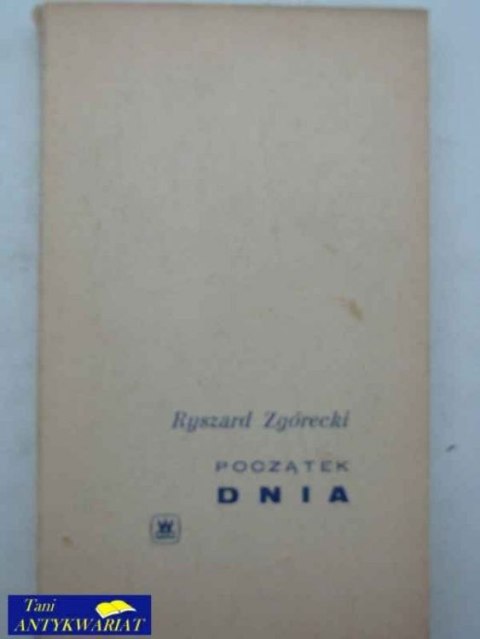 Ryszard Zgórecki
POCZĄTEK
DNIA
Tani
ANTYKWARIAT